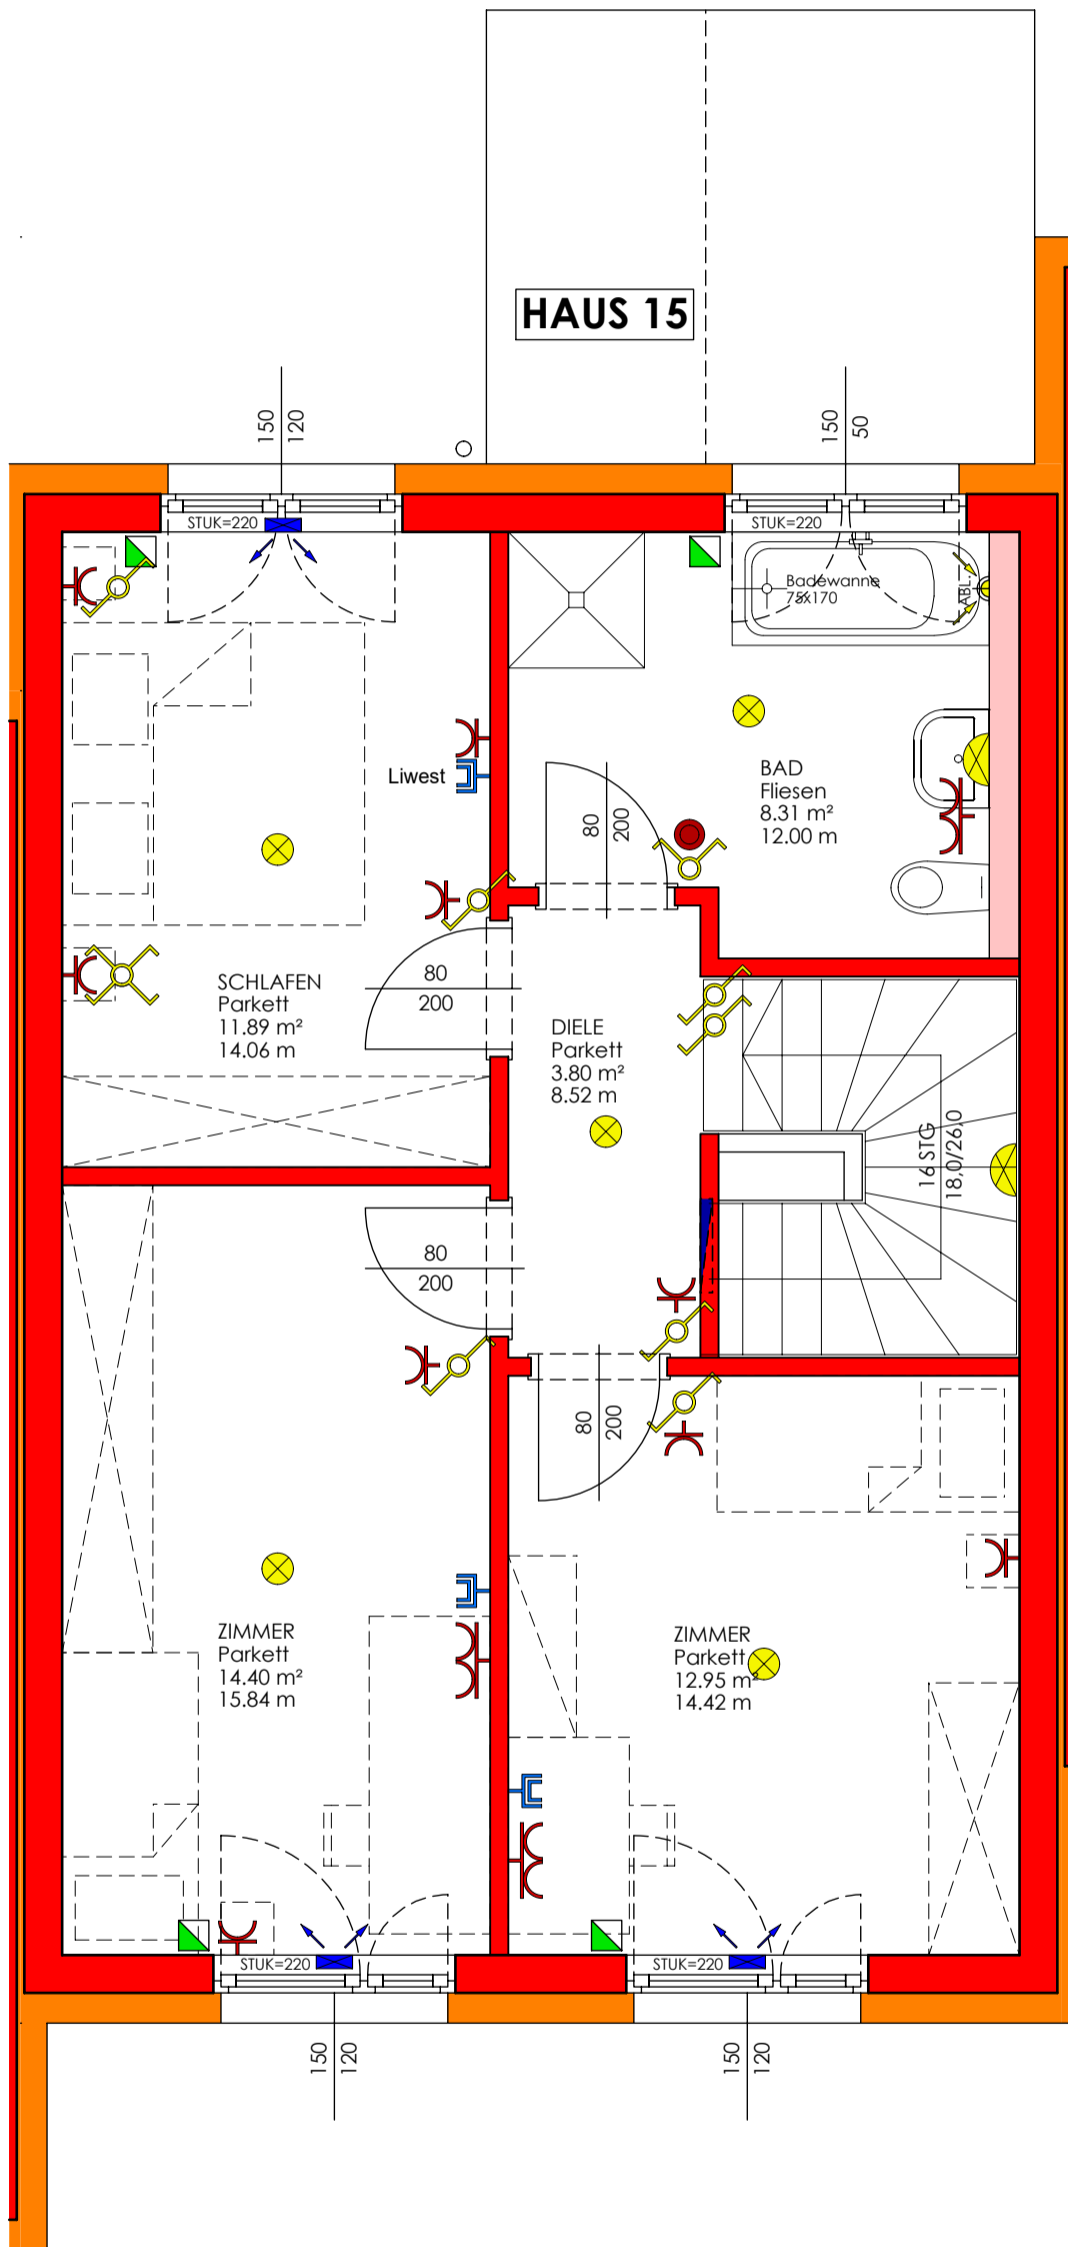 HAUS 15
150
120
150
50
STUK=220
STUK=220
Badewanne
75x170
ABL.
Liwest
80
200
BAD
Fliesen
8.31 m²
12.00 m
SCHLAFEN
Parkett
11.89 m²
14.06 m
80
200
DIELE
Parkett
3.80 m²
8.52 m
16 STG
18,0/26,0
80
200
80
200
ZIMMER
Parkett
14.40 m²
15.84 m
ZIMMER
Parkett
12.95 m²
14.42 m
STUK=220
STUK=220
150
120
150
120